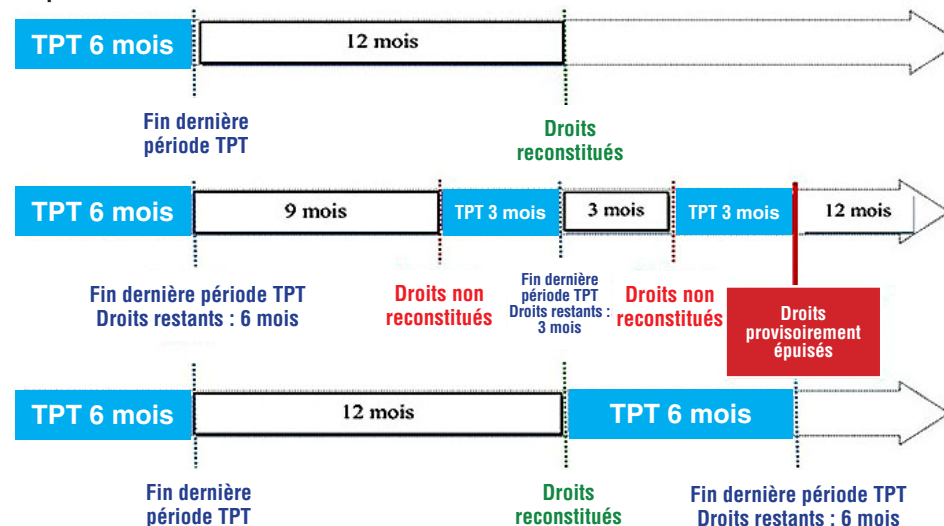 TPT 6 mois
12 mois
Fin dernière
période TPT
Droits
reconstitués
TPT 6 mois
9 mois
TPT 3 mois
3 mois
TPT 3 mois
12 mois
Fin dernière période TPT
Droits restants : 6 mois
Droits non
reconstitués
Fin dernière
période TPT
Droits restants :
3 mois
Droits non
reconstitués
Droits
provisoirement
épuisés
TPT 6 mois
12 mois
TPT 6 mois
Fin dernière
période TPT
Droits
reconstitués
Fin dernière période TPT
Droits restants : 6 mois